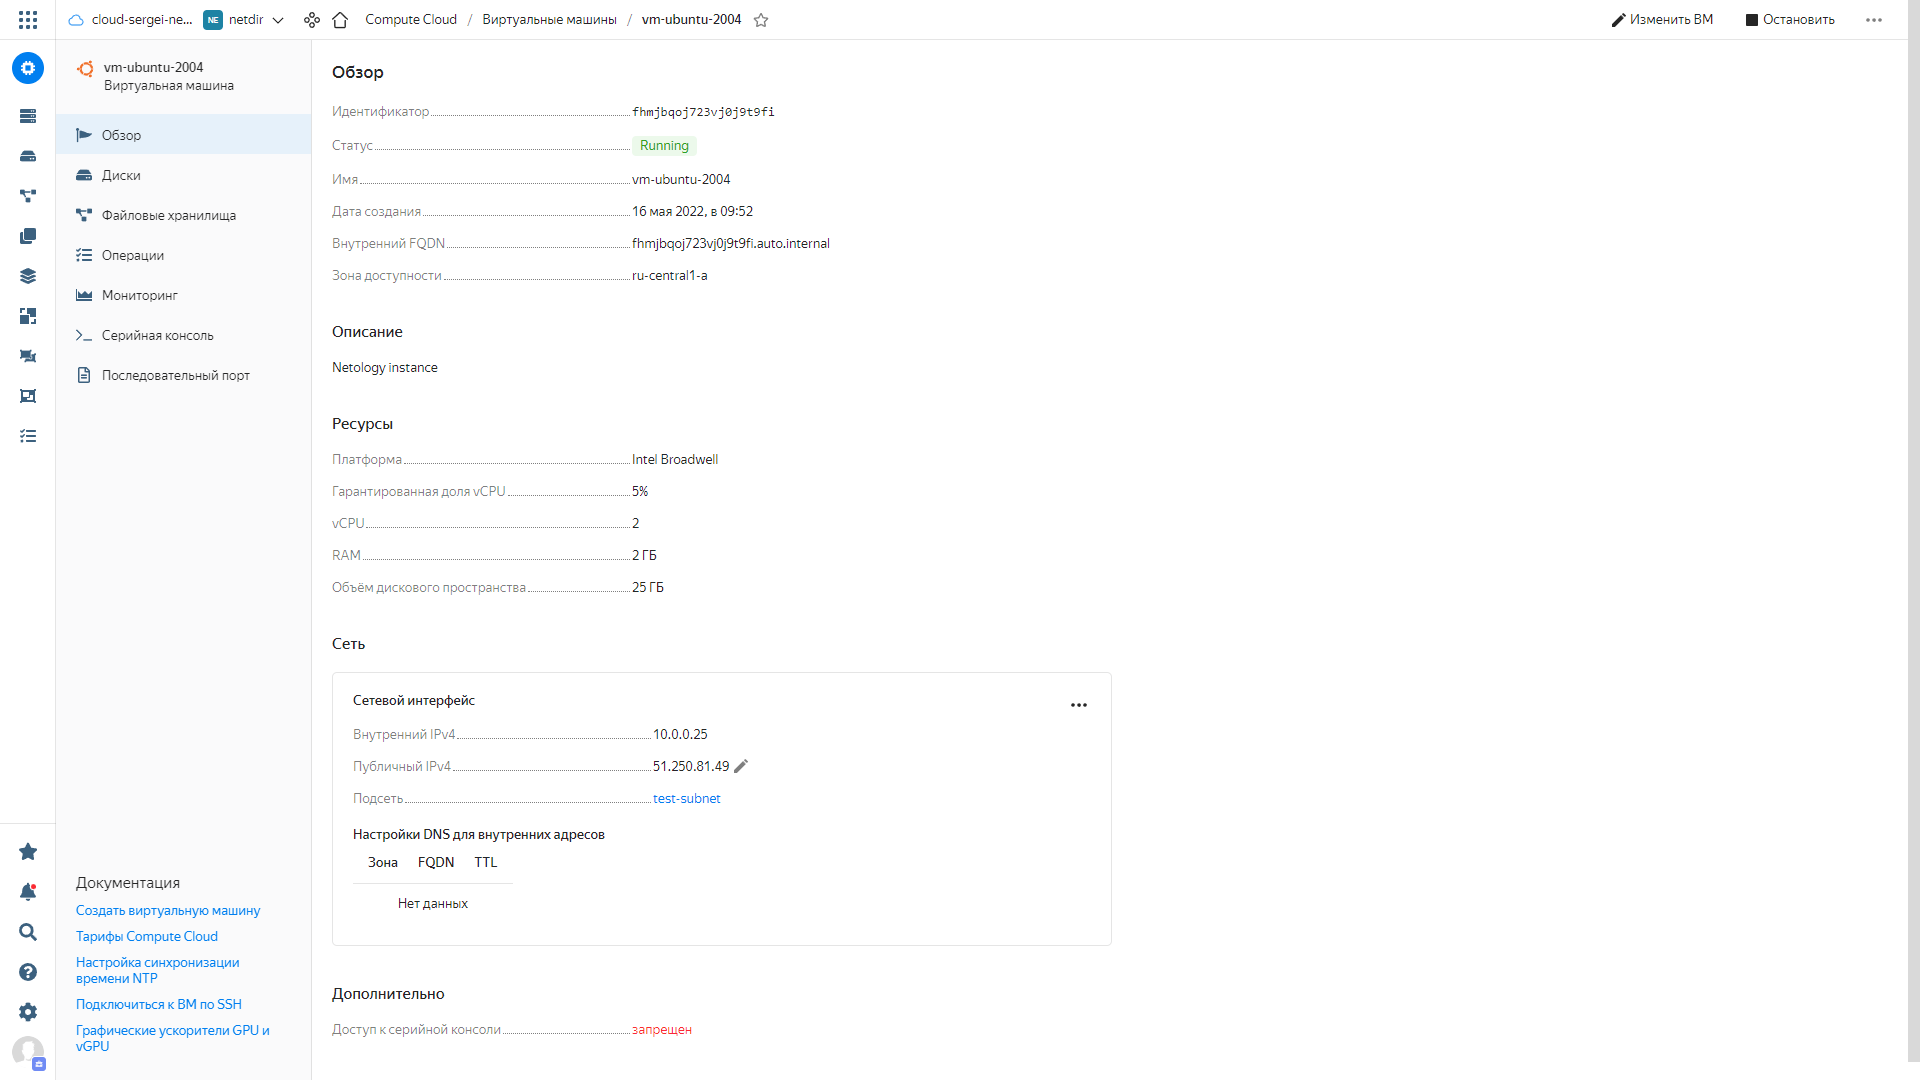 cloud-sergei-ne...
NE
netdir
Compute Cloud / Виртуальные машины / vm-ubuntu-2004
Изменить ВМ
Остановить
vm-ubuntu-2004
Виртуальная машина
Обзор
Диски
Файловые хранилища
Операции
Мониторинг
Серийная консоль
Последовательный порт
Документация
Создать виртуальную машину
Тарифы Compute Cloud
Настройка синхронизации
времени NTP
Подключиться к ВМ по SSH
Графические ускорители GPU и
vGPU
Обзор
Идентификатор fhmjbqoj723vj0j9t9fi
Статус Running
Имя vm-ubuntu-2004
Дата создания 16 мая 2022, в 09:52
Внутренний FQDN fhmjbqoj723vj0j9t9fi.auto.internal
Зона доступности ru-central1-a
Описание
Netology instance
Ресурсы
Платформа Intel Broadwell
Гарантированная доля vCPU 5%
vCPU 2
RAM 2 ГБ
Объём дискового пространства 25 ГБ
Сеть
Сетевой интерфейс
Внутренний IPv4 10.0.0.25
Публичный IPv4 51.250.81.49
Подсеть test-subnet
Настройки DNS для внутренних адресов
Зона FQDN TTL
Нет данных
Дополнительно
Доступ к серийной консоли запрещен